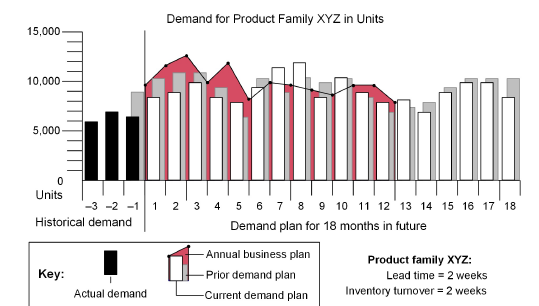 Demand for Product Family XYZ in Units
15,000
10,000
5,000
0
Units
–3 –2 –1 1 2 3 4 5 6 7 8 9 10 11 12 13 14 15 16 17 18
Historical demand
Demand plan for 18 months in future
Key:
Actual demand
Annual business plan
Prior demand plan
Current demand plan
Product family XYZ:
Lead time = 2 weeks
Inventory turnover = 2 weeks